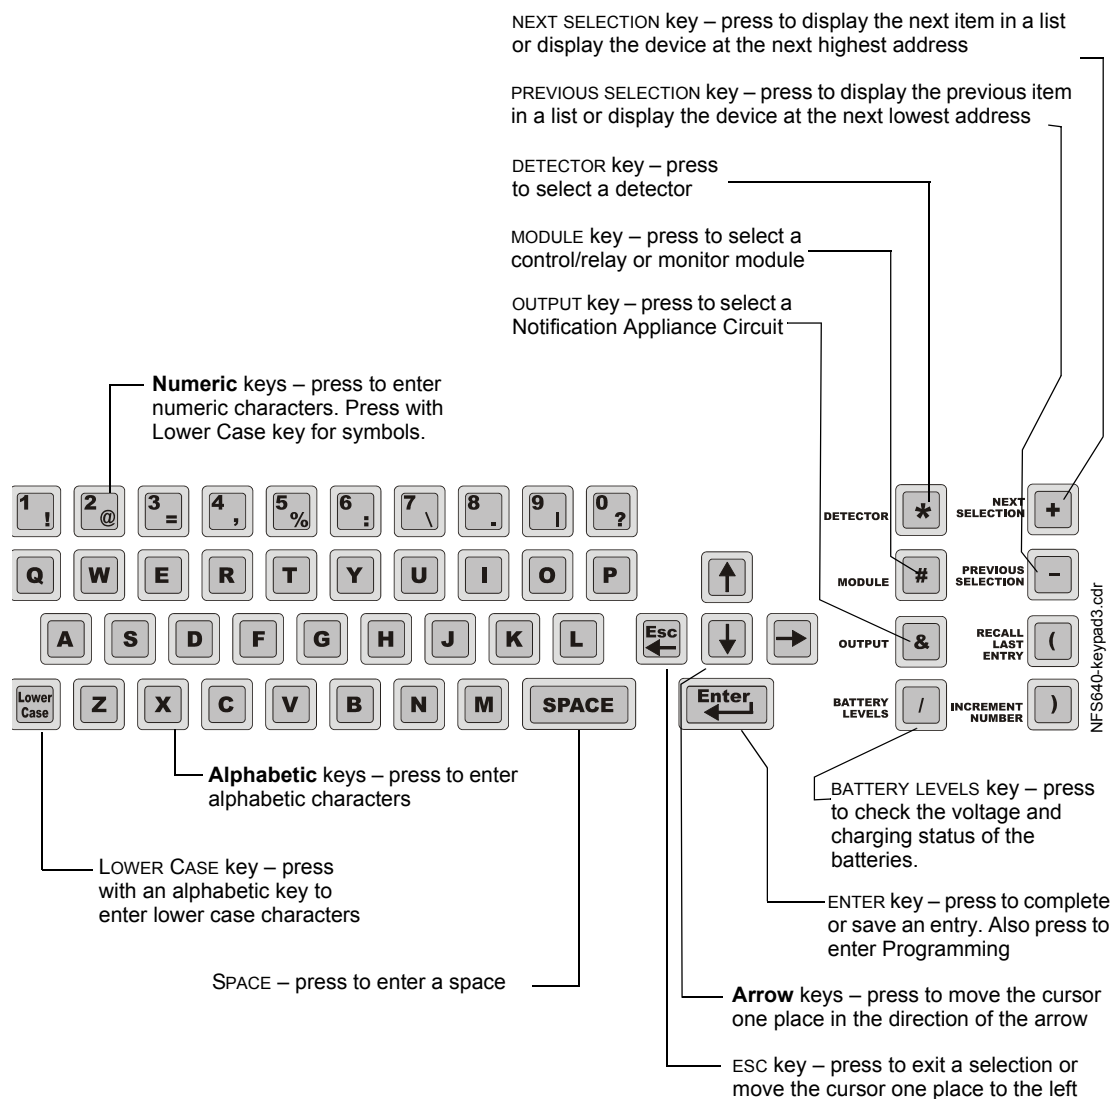 NEXT SELECTION key – press to display the next item in a list
or display the device at the next highest address
PREVIOUS SELECTION key – press to display the previous item
in a list or display the device at the next lowest address
DETECTOR key – press
to select a detector
MODULE key – press to select a
control/relay or monitor module
OUTPUT key – press to select a
Notification Appliance Circuit
Numeric keys – press to enter
numeric characters. Press with
Lower Case key for symbols.
1 ! 2 @ 3 = 4 , 5 % 6 : 7 \ 8 . 9 | 0 ?
DETECTOR * NEXT SELECTION +
Q W E R T Y U I O P
MODULE # PREVIOUS SELECTION -
A S D F G H J K L
Esc
OUTPUT & RECALL LAST ENTRY (
Lower Case Z X C V B N M SPACE
Enter
BATTERY LEVELS / INCREMENT NUMBER )
NFS640-keypad3.cdr
Alphabetic keys – press to enter
alphabetic characters
BATTERY LEVELS key – press
to check the voltage and
charging status of the
batteries.
LOWER CASE key – press
with an alphabetic key to
enter lower case characters
ENTER key – press to complete
or save an entry. Also press to
enter Programming
SPACE – press to enter a space
Arrow keys – press to move the cursor
one place in the direction of the arrow
ESC key – press to exit a selection or
move the cursor one place to the left